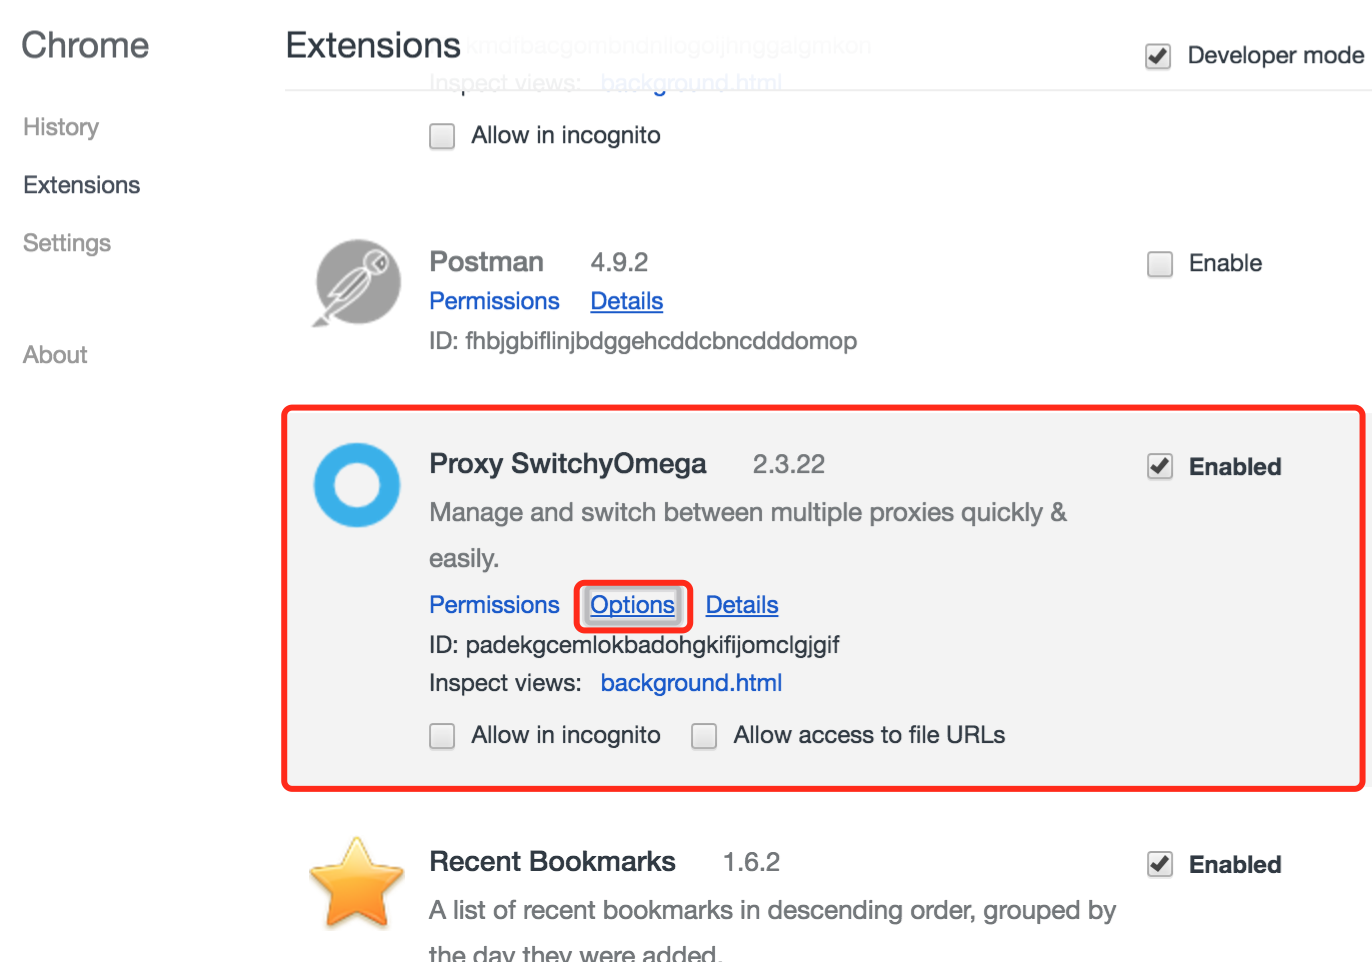 Chrome
Extensions
Developer mode
Inspect views: background.html
Allow in incognito
History
Extensions
Settings
About
Postman 4.9.2
Enable
Permissions Details
ID: fhbjgbiflinjbdggehcddcbncdddomop
Proxy SwitchyOmega 2.3.22
Enabled
Manage and switch between multiple proxies quickly &
easily.
Permissions Options Details
ID: padekgcemlokbadohgkifijomclgjgif
Inspect views: background.html
Allow in incognito Allow access to file URLs
Recent Bookmarks 1.6.2
Enabled
A list of recent bookmarks in descending order, grouped by
the day they were added.